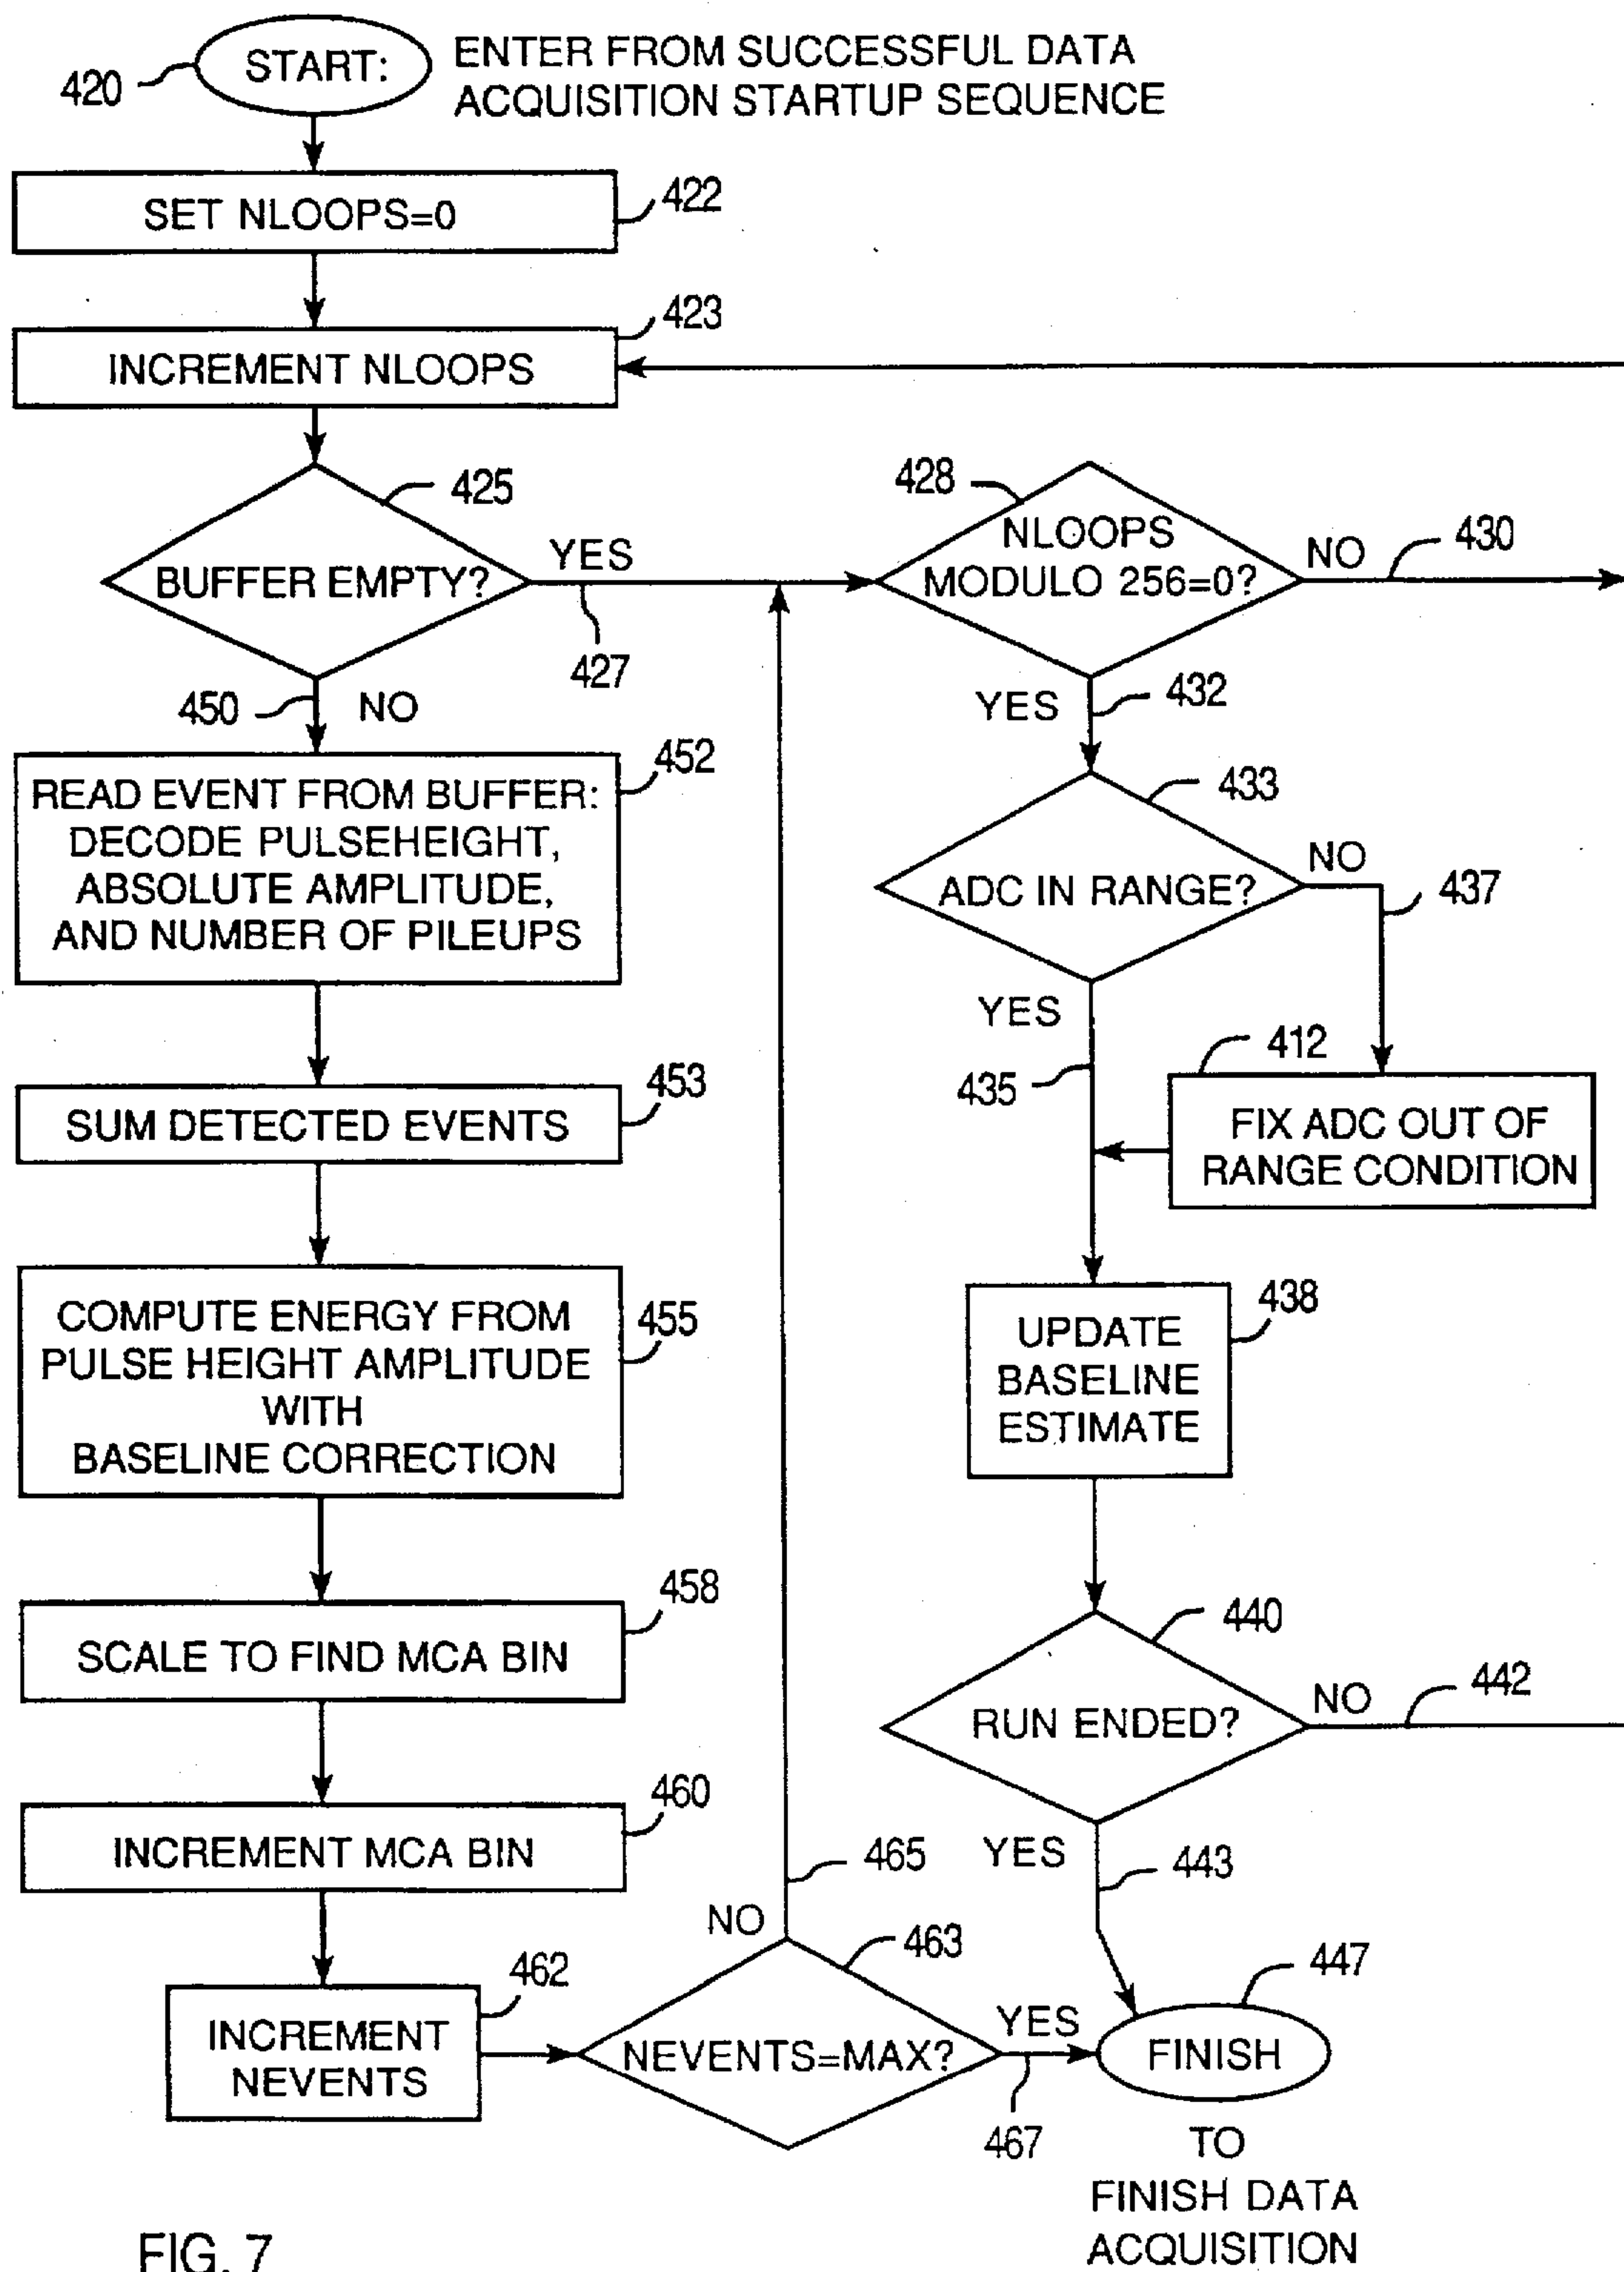 420
START:
ENTER FROM SUCCESSFUL DATA
ACQUISITION STARTUP SEQUENCE
SET NLOOPS=0
422
INCREMENT NLOOPS
423
BUFFER EMPTY?
425
YES
427
428
NLOOPS
MODULO 256=0?
NO
430
450
NO
YES
432
READ EVENT FROM BUFFER:
DECODE PULSEHEIGHT,
ABSOLUTE AMPLITUDE,
AND NUMBER OF PILEUPS
452
433
ADC IN RANGE?
NO
437
YES
435
412
FIX ADC OUT OF
RANGE CONDITION
SUM DETECTED EVENTS
453
COMPUTE ENERGY FROM
PULSE HEIGHT AMPLITUDE
WITH
BASELINE CORRECTION
455
UPDATE
BASELINE
ESTIMATE
438
SCALE TO FIND MCA BIN
458
440
RUN ENDED?
NO
442
INCREMENT MCA BIN
460
YES
443
465
NO
INCREMENT
NEVENTS
462
463
NEVENTS=MAX?
YES
467
447
FINISH
TO
FINISH DATA
ACQUISITION
FIG. 7